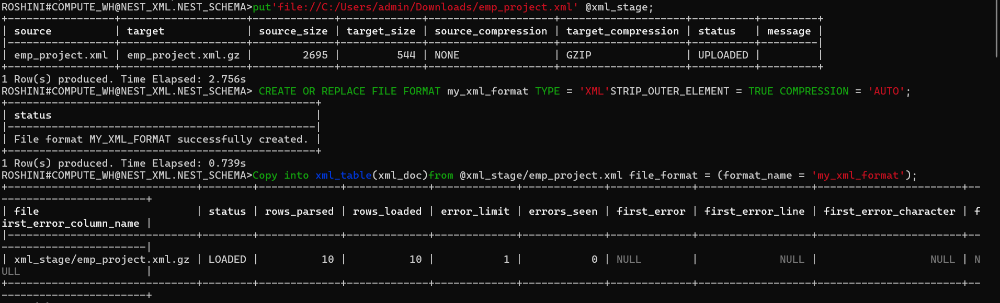 ROSHINI#COMPUTE_WH@NEST_XML.NEST_SCHEMA>put'file://C:/Users/admin/Downloads/emp_project.xml' @xml_stage;
+-----------------+--------------------+-------------+-------------+--------------------+--------------------+----------+---------+
| source          | target             | source_size | target_size | source_compression | target_compression | status   | message |
|-----------------+--------------------+-------------+-------------+--------------------+--------------------+----------+---------|
| emp_project.xml | emp_project.xml.gz |        2695 |         544 | NONE               | GZIP               | UPLOADED |         |
+-----------------+--------------------+-------------+-------------+--------------------+--------------------+----------+---------+
1 Row(s) produced. Time Elapsed: 2.756s
ROSHINI#COMPUTE_WH@NEST_XML.NEST_SCHEMA> CREATE OR REPLACE FILE FORMAT my_xml_format TYPE = 'XML'STRIP_OUTER_ELEMENT = TRUE COMPRESSION = 'AUTO';
+-------------------------------------------------+
| status                                          |
|-------------------------------------------------|
| File format MY_XML_FORMAT successfully created. |
+-------------------------------------------------+
1 Row(s) produced. Time Elapsed: 0.739s
ROSHINI#COMPUTE_WH@NEST_XML.NEST_SCHEMA>Copy into xml_table(xml_doc)from @xml_stage/emp_project.xml file_format = (format_name = 'my_xml_format');
+------------------------------+--------+-------------+-------------+-------------+-------------+-------------+------------------+-----------------------+--
-----------------------+
| file                         | status | rows_parsed | rows_loaded | error_limit | errors_seen | first_error | first_error_line | first_error_character | f
irst_error_column_name |
|------------------------------+--------+-------------+-------------+-------------+-------------+-------------+------------------+-----------------------+--
-----------------------|
| xml_stage/emp_project.xml.gz | LOADED |          10 |          10 |           1 |           0 | NULL        |             NULL |                  NULL | N
ULL                    |
+------------------------------+--------+-------------+-------------+-------------+-------------+-------------+------------------+-----------------------+--
-----------------------+